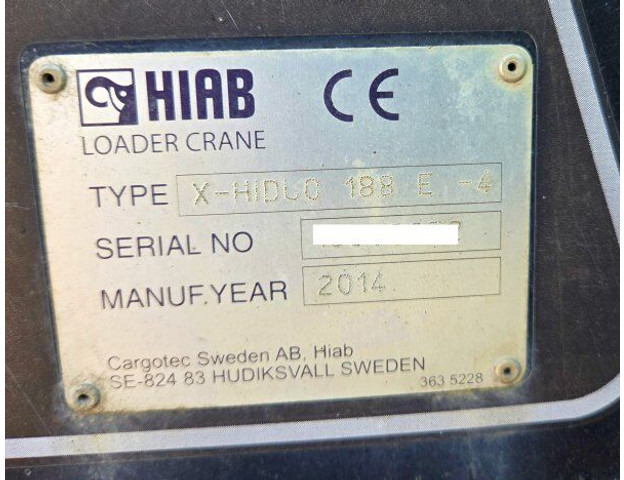 HIAB CE
LOADER CRANE
TYPE X-HIDUO 188 E -4
SERIAL NO
MANUF.YEAR 2014
Cargotec Sweden AB, Hiab
SE-824 83 HUDIKSVALL SWEDEN
363 5228